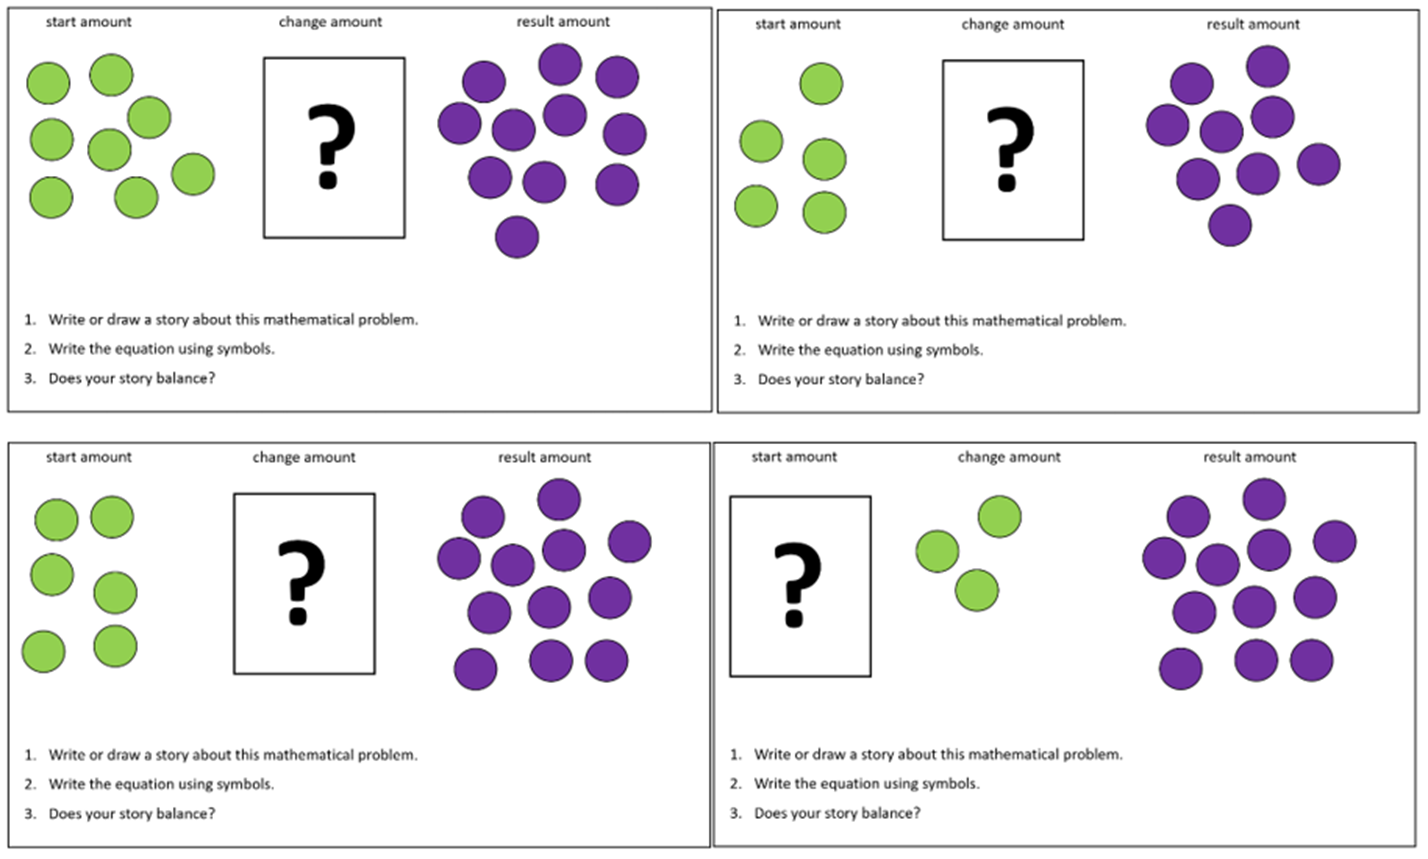 start amount change amount result amount
?
1. Write or draw a story about this mathematical problem.
2. Write the equation using symbols.
3. Does your story balance?
start amount change amount result amount
?
1. Write or draw a story about this mathematical problem.
2. Write the equation using symbols.
3. Does your story balance?
start amount change amount result amount
?
1. Write or draw a story about this mathematical problem.
2. Write the equation using symbols.
3. Does your story balance?
start amount change amount result amount
?
1. Write or draw a story about this mathematical problem.
2. Write the equation using symbols.
3. Does your story balance?